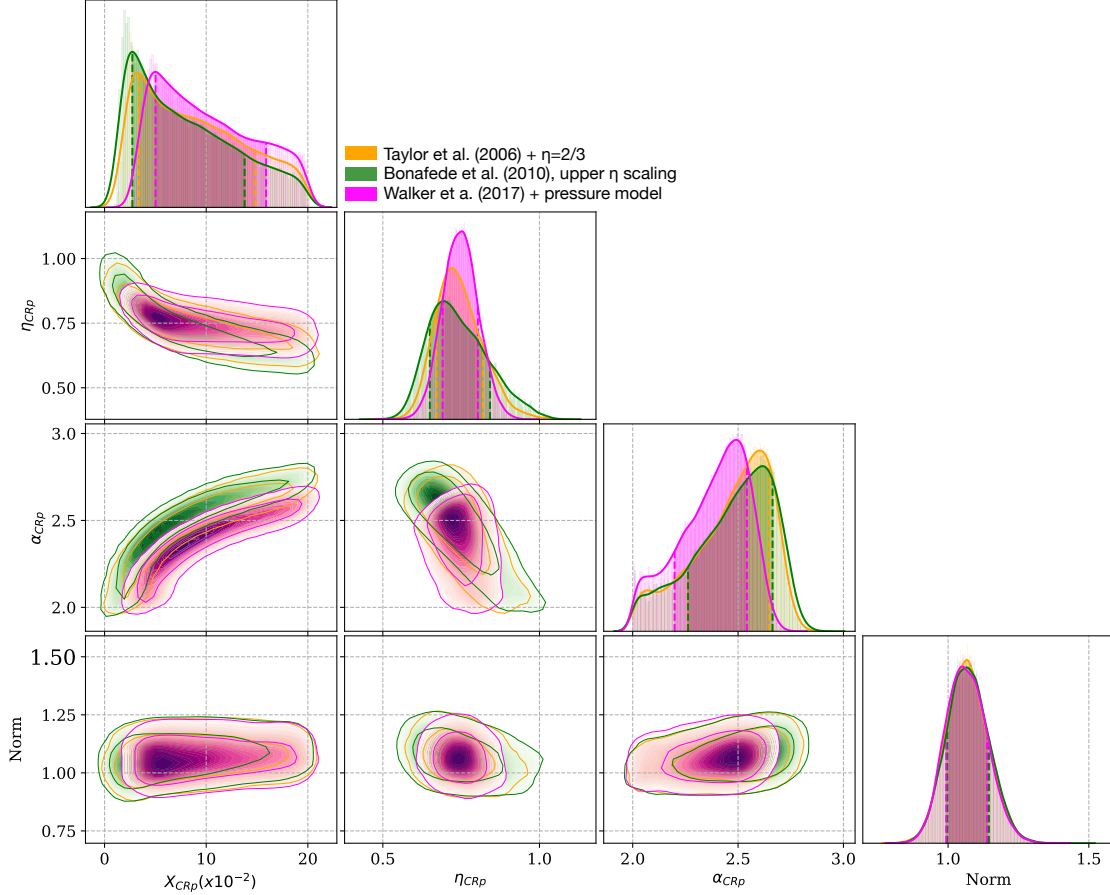 Taylor et al. (2006) + η=2/3
Bonafede et al. (2010), upper η scaling
Walker et a. (2017) + pressure model
1.00
0.75
0.50
η_CRp
3.0
2.5
2.0
α_CRp
1.50
1.25
1.00
0.75
Norm
0 10 20
X_CRp(x10⁻²)
0.5 1.0
η_CRp
2.0 2.5 3.0
α_CRp
1.0 1.5
Norm